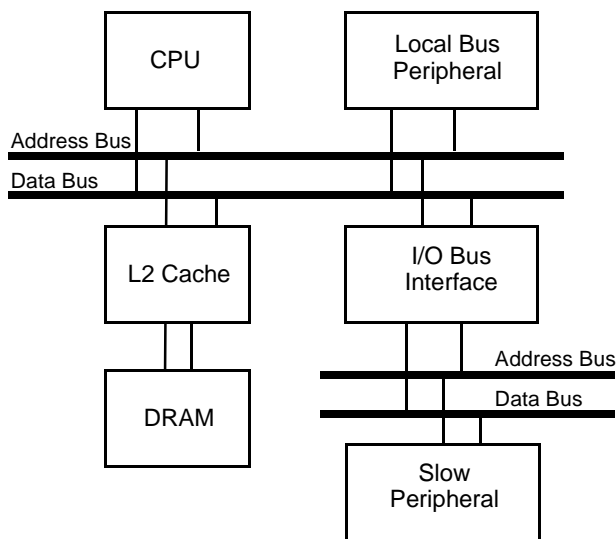 CPU
Local Bus
Peripheral
Address Bus
Data Bus
L2 Cache
I/O Bus
Interface
Address Bus
Data Bus
DRAM
Slow
Peripheral